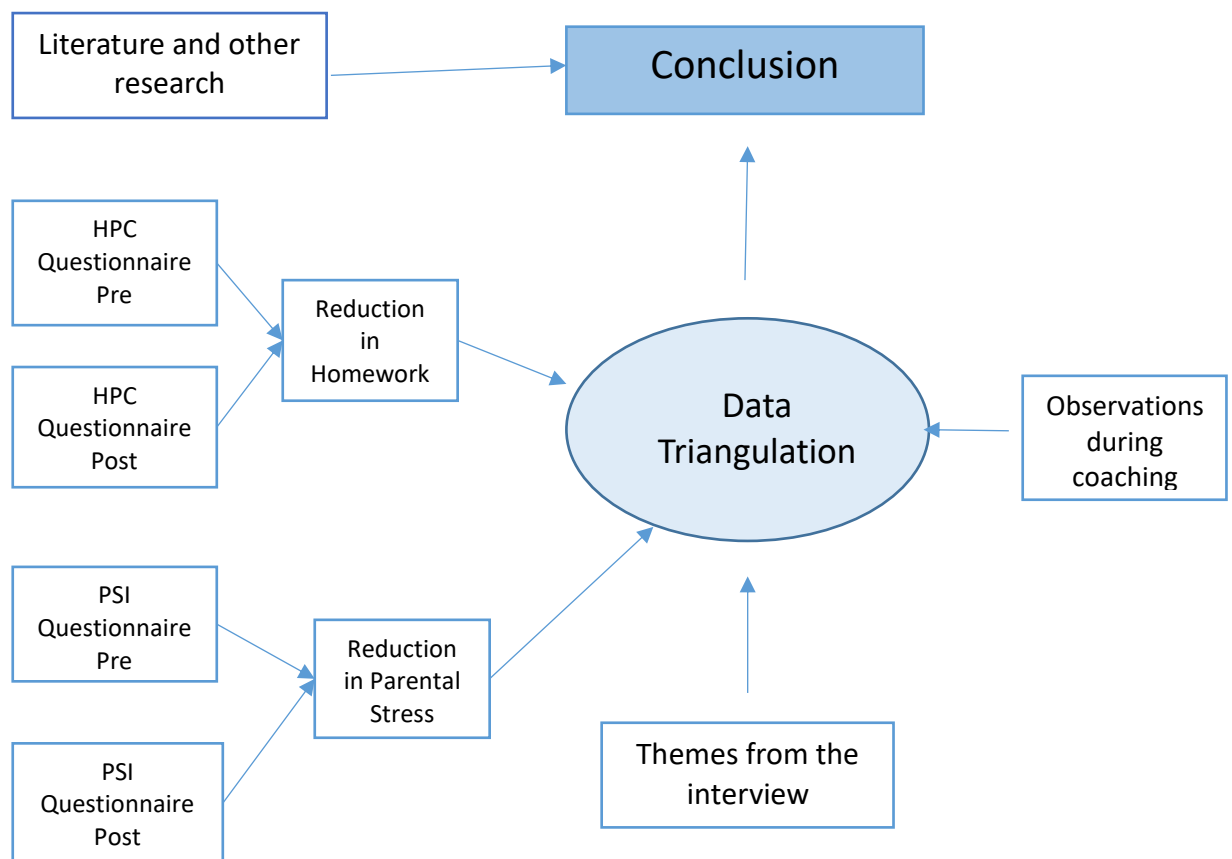 Literature and other
research
Conclusion
HPC
Questionnaire
Pre
Reduction
in
Homework
HPC
Questionnaire
Post
Data
Triangulation
Observations
during
coaching
PSI
Questionnaire
Pre
Reduction
in Parental
Stress
PSI
Questionnaire
Post
Themes from the
interview